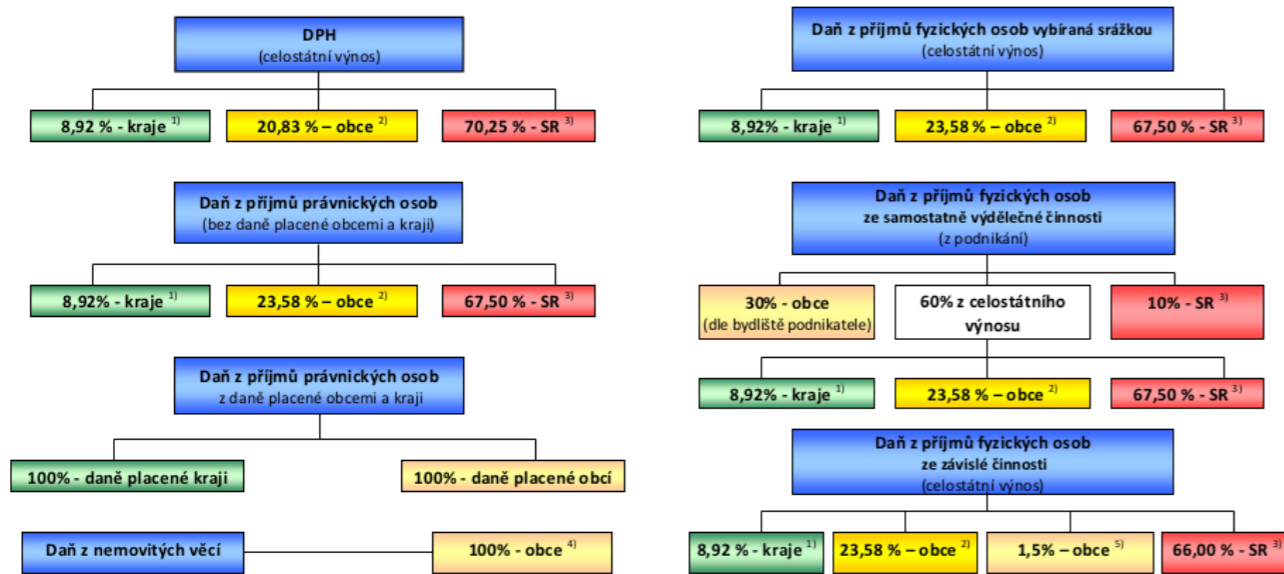 DPH
(celostátní výnos)
8,92 % - kraje 1)
20,83 % – obce 2)
70,25 % - SR 3)
Daň z příjmů právnických osob
(bez daně placené obcemi a kraji)
8,92% - kraje 1)
23,58 % – obce 2)
67,50 % - SR 3)
Daň z příjmů právnických osob
z daně placené obcemi a kraji
100% - daně placené kraji
100% - daně placené obcí
Daň z nemovitých věcí
100% - obce 4)
Daň z příjmů fyzických osob vybíraná srážkou
(celostátní výnos)
8,92% - kraje 1)
23,58 % – obce 2)
67,50 % - SR 3)
Daň z příjmů fyzických osob
ze samostatně výdělečné činnosti
(z podnikání)
30% - obce
(dle bydliště podnikatele)
60% z celostátního
výnosu
10% - SR 3)
8,92% - kraje 1)
23,58 % – obce 2)
67,50 % - SR 3)
Daň z příjmů fyzických osob
ze závislé činnosti
(celostátní výnos)
8,92 % - kraje 1)
23,58 % – obce 2)
1,5% – obce 5)
66,00 % - SR 3)